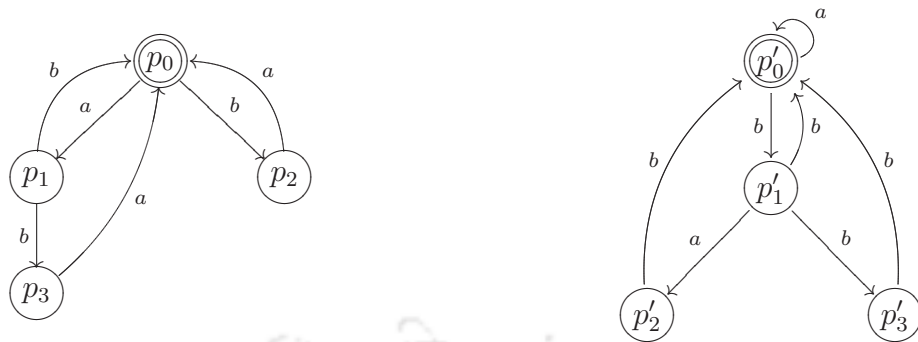 a
p₀ p′₀
b a b a
b b
b b
p₁ p₂ p′₁
b a a b
p₃ p′₂ p′₃